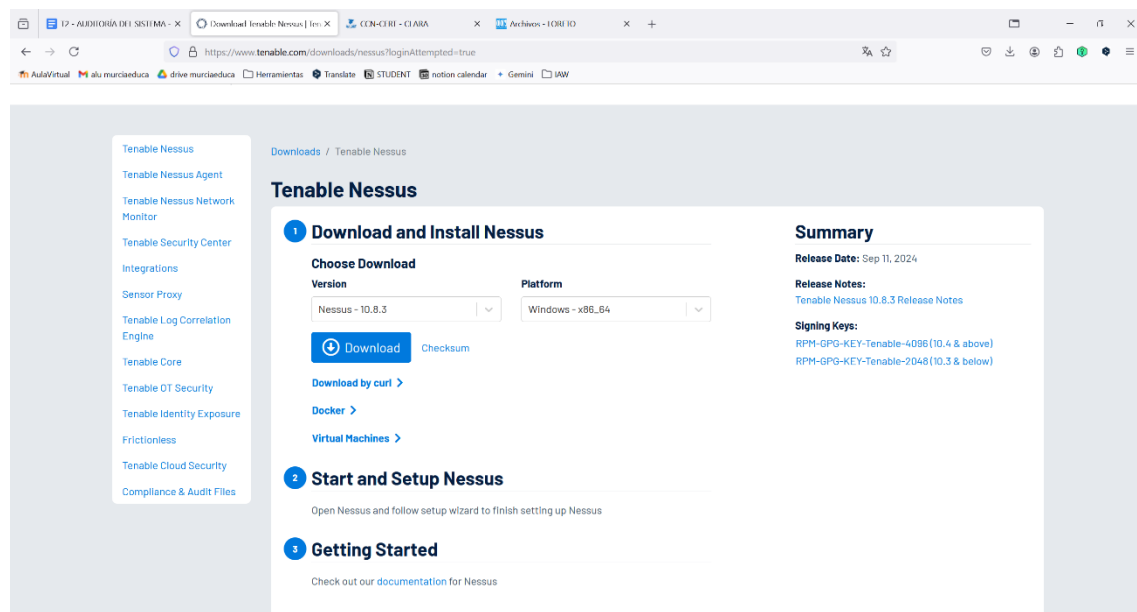 T2 - AUDITORÍA DEL SISTEMA -
Download Tenable Nessus | Ten
CCN-CERT - CLARA
Archivos - LORETO
https://www.tenable.com/downloads/nessus?loginAttempted=true
AulaVirtual
alu murciaeduca
drive murciaeduca
Herramientas
Translate
STUDENT
notion calendar
Gemini
IAW
Tenable Nessus
Tenable Nessus Agent
Tenable Nessus Network
Monitor
Tenable Security Center
Integrations
Sensor Proxy
Tenable Log Correlation
Engine
Tenable Core
Tenable OT Security
Tenable Identity Exposure
Frictionless
Tenable Cloud Security
Compliance & Audit Files
Downloads / Tenable Nessus
Tenable Nessus
1 Download and Install Nessus
Choose Download
Version
Platform
Nessus - 10.8.3
Windows - x86_64
Download
Checksum
Download by curl
Docker
Virtual Machines
2 Start and Setup Nessus
Open Nessus and follow setup wizard to finish setting up Nessus
3 Getting Started
Check out our documentation for Nessus
Summary
Release Date: Sep 11, 2024
Release Notes:
Tenable Nessus 10.8.3 Release Notes
Signing Keys:
RPM-GPG-KEY-Tenable-4096 (10.4 & above)
RPM-GPG-KEY-Tenable-2048 (10.3 & below)